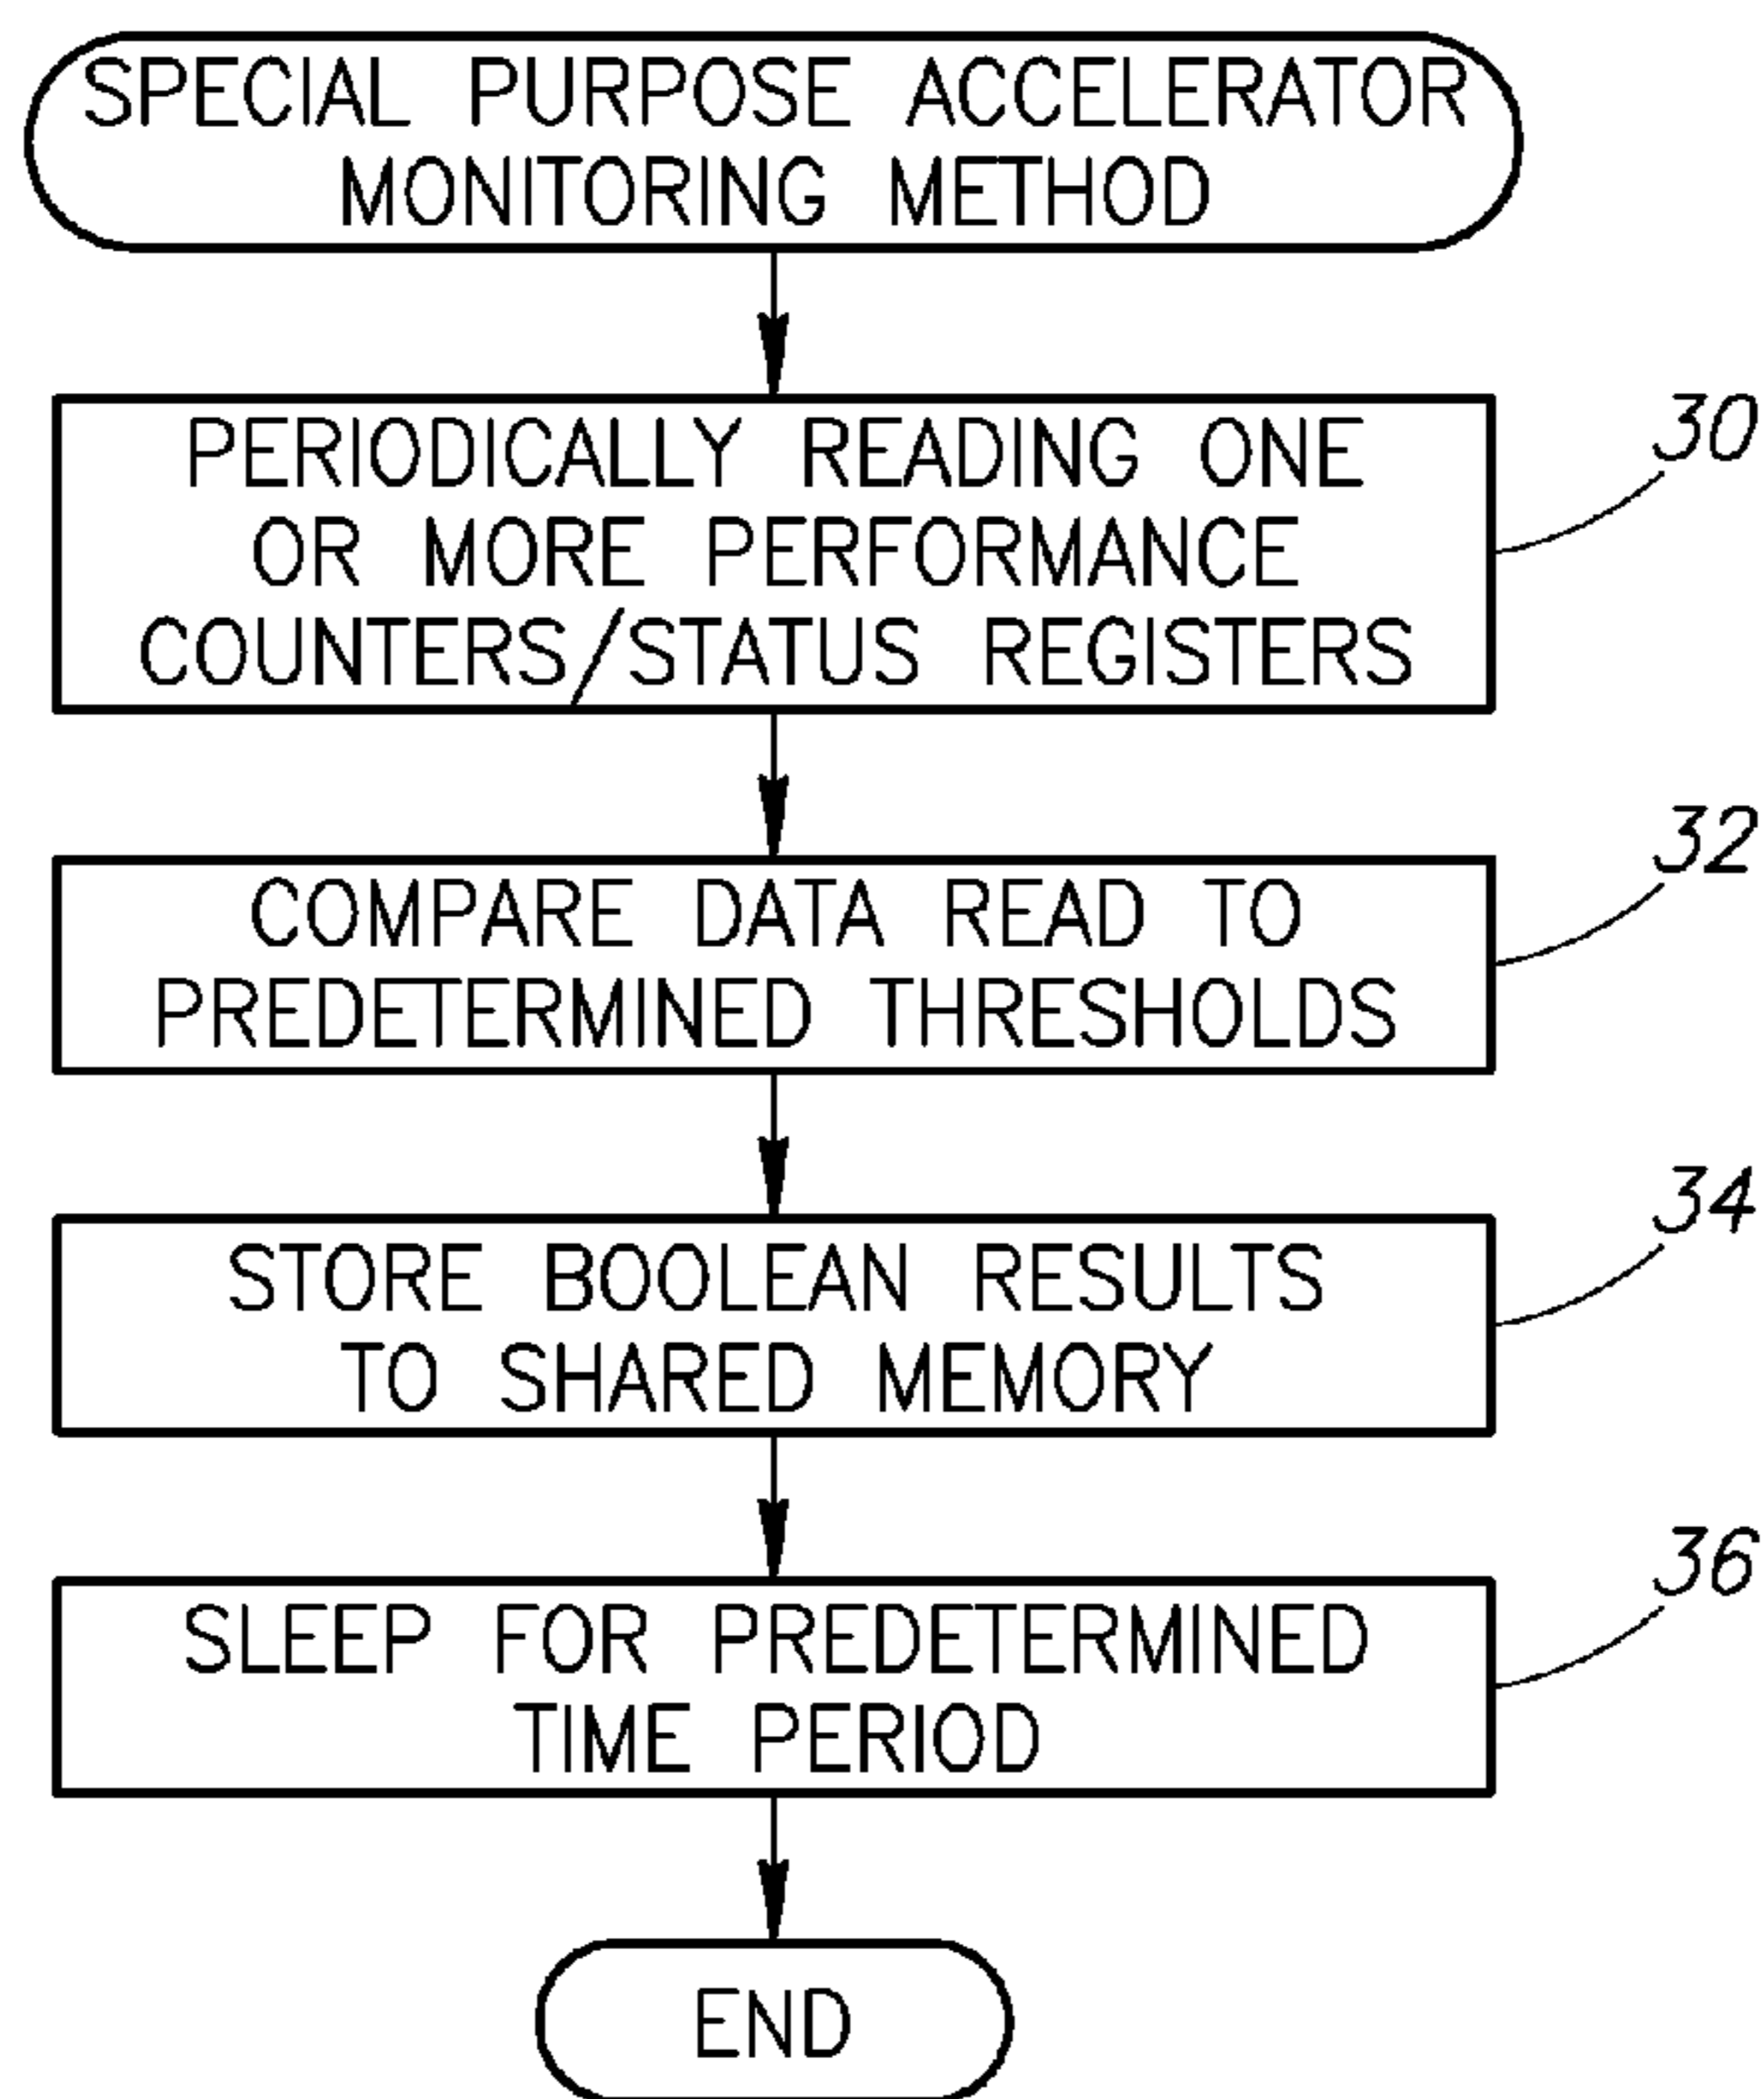 SPECIAL PURPOSE ACCELERATOR
MONITORING METHOD
PERIODICALLY READING ONE
OR MORE PERFORMANCE
COUNTERS/STATUS REGISTERS
30
COMPARE DATA READ TO
PREDETERMINED THRESHOLDS
32
STORE BOOLEAN RESULTS
TO SHARED MEMORY
34
SLEEP FOR PREDETERMINED
TIME PERIOD
36
END